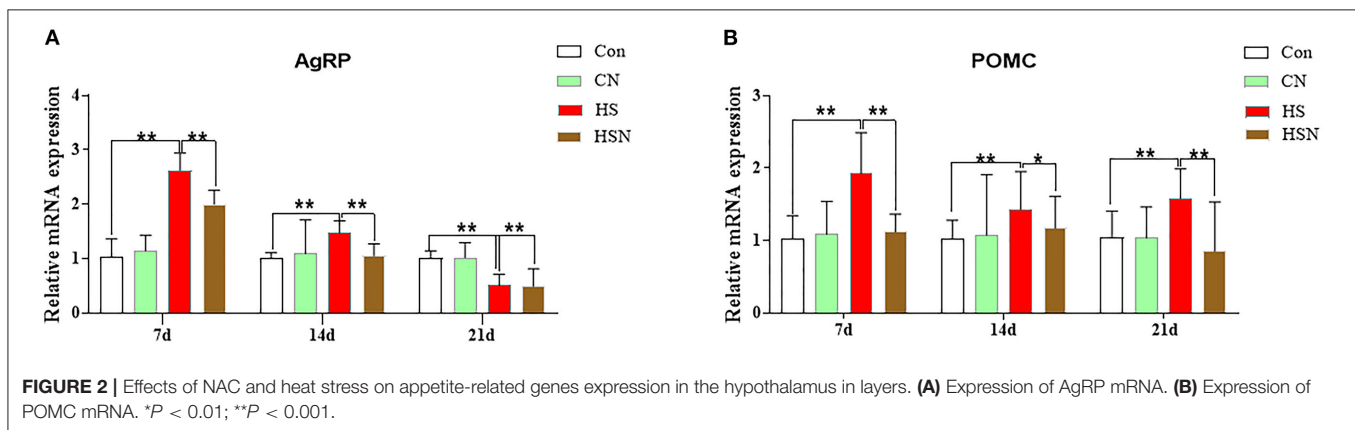 A
AgRP
Con
CN
HS
HSN
Relative mRNA expression
4
3
2
1
0
** **
** **
** **
7d 14d 21d
B
POMC
Con
CN
HS
HSN
Relative mRNA expression
3
2
1
0
** **
** *
** **
7d 14d 21d
FIGURE 2 | Effects of NAC and heat stress on appetite-related genes expression in the hypothalamus in layers. (A) Expression of AgRP mRNA. (B) Expression of
POMC mRNA. *P < 0.01; **P < 0.001.